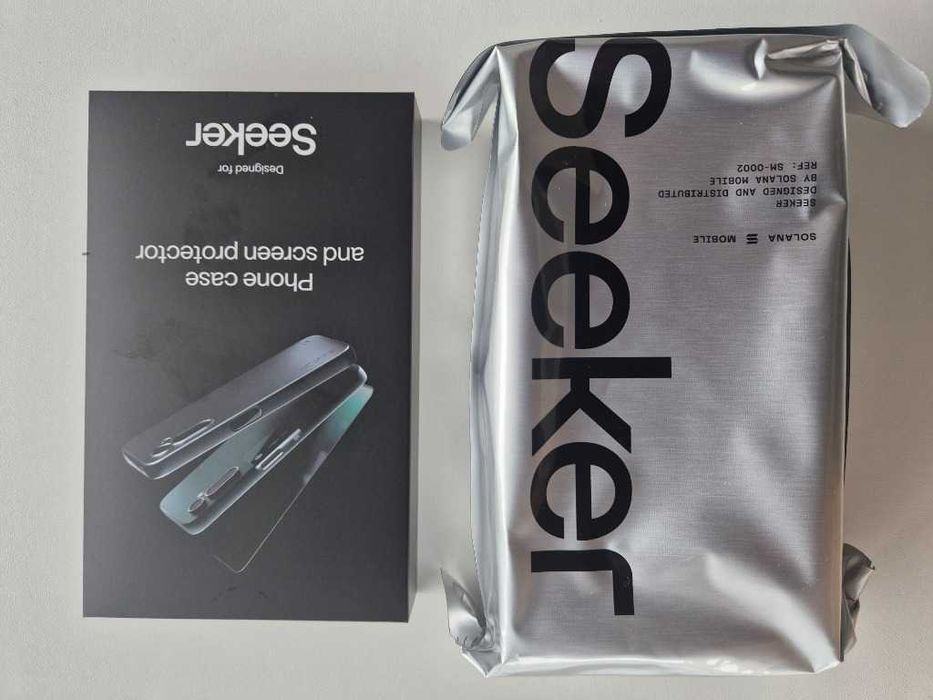 Seeker
Designed for
Phone case
and screen protector
Seeker
SOLANA MOBILE
SEEKER
DESIGNED AND DISTRIBUTED
BY SOLANA MOBILE
REF: SM-0002